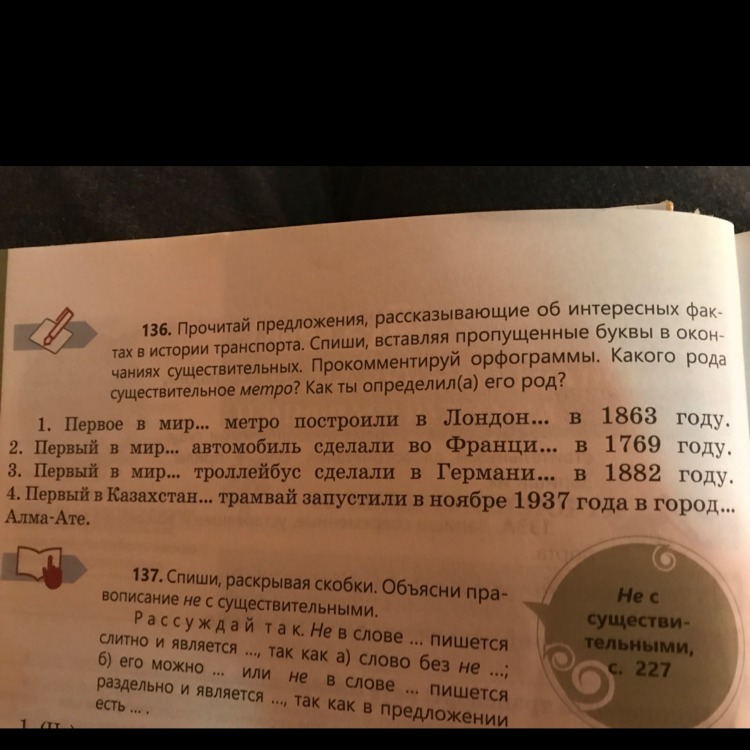 136. Прочитай предложения, рассказывающие об интересных фак-
тах в истории транспорта. Спиши, вставляя пропущенные буквы в окон-
чаниях существительных. Прокомментируй орфограммы. Какого рода
существительное метро? Как ты определил(а) его род?
1. Первое в мир... метро построили в Лондон... в 1863 году.
2. Первый в мир... автомобиль сделали во Франци... в 1769 году.
3. Первый в мир... троллейбус сделали в Германи... в 1882 году.
4. Первый в Казахстан... трамвай запустили в ноябре 1937 года в город...
Алма-Ате.
137. Спиши, раскрывая скобки. Объясни пра-
вописание не с существительными.
Рассуждай так. Не в слове ... пишется
слитно и является ..., так как а) слово без не ...;
б) его можно ... или не в слове ... пишется
раздельно и является ..., так как в предложении
есть ... .
Не с
существи-
тельными,
с. 227